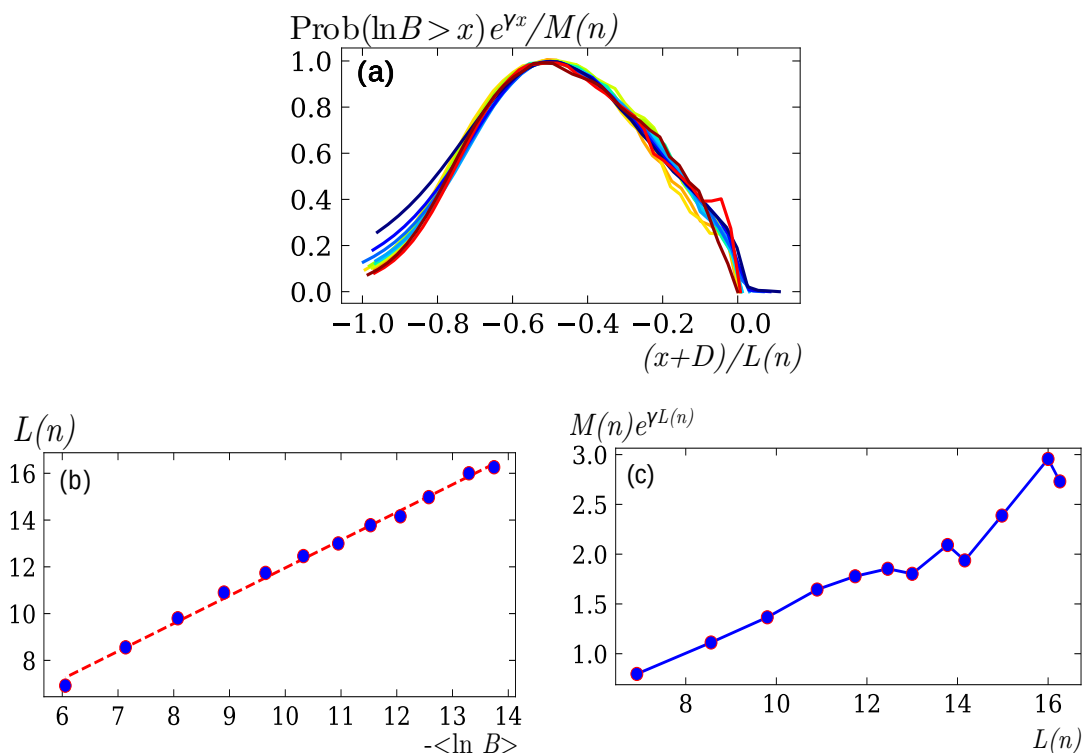 Prob(lnB > x) e^γx/M(n)
(a)
1.0
0.8
0.6
0.4
0.2
0.0
−1.0 −0.8 −0.6 −0.4 −0.2 0.0
(x+D)/L(n)
L(n)
(b)
16
14
12
10
8
6 7 8 9 10 11 12 13 14
-<ln B>
M(n)e^γL(n)
(c)
3.0
2.5
2.0
1.5
1.0
8 10 12 14 16
L(n)